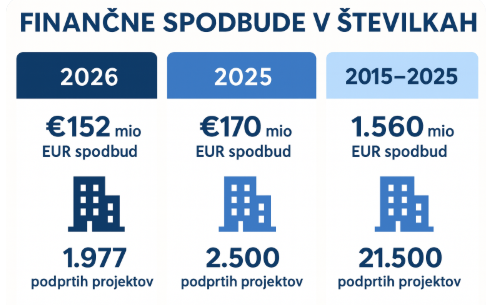 FINANČNE SPODBUDE V ŠTEVILKAH
2026
€152 mio
EUR spodbud
1.977
podprtih projektov
2025
€170 mio
EUR spodbud
2.500
podprtih projektov
2015–2025
1.560 mio
EUR spodbud
21.500
podprtih projektov